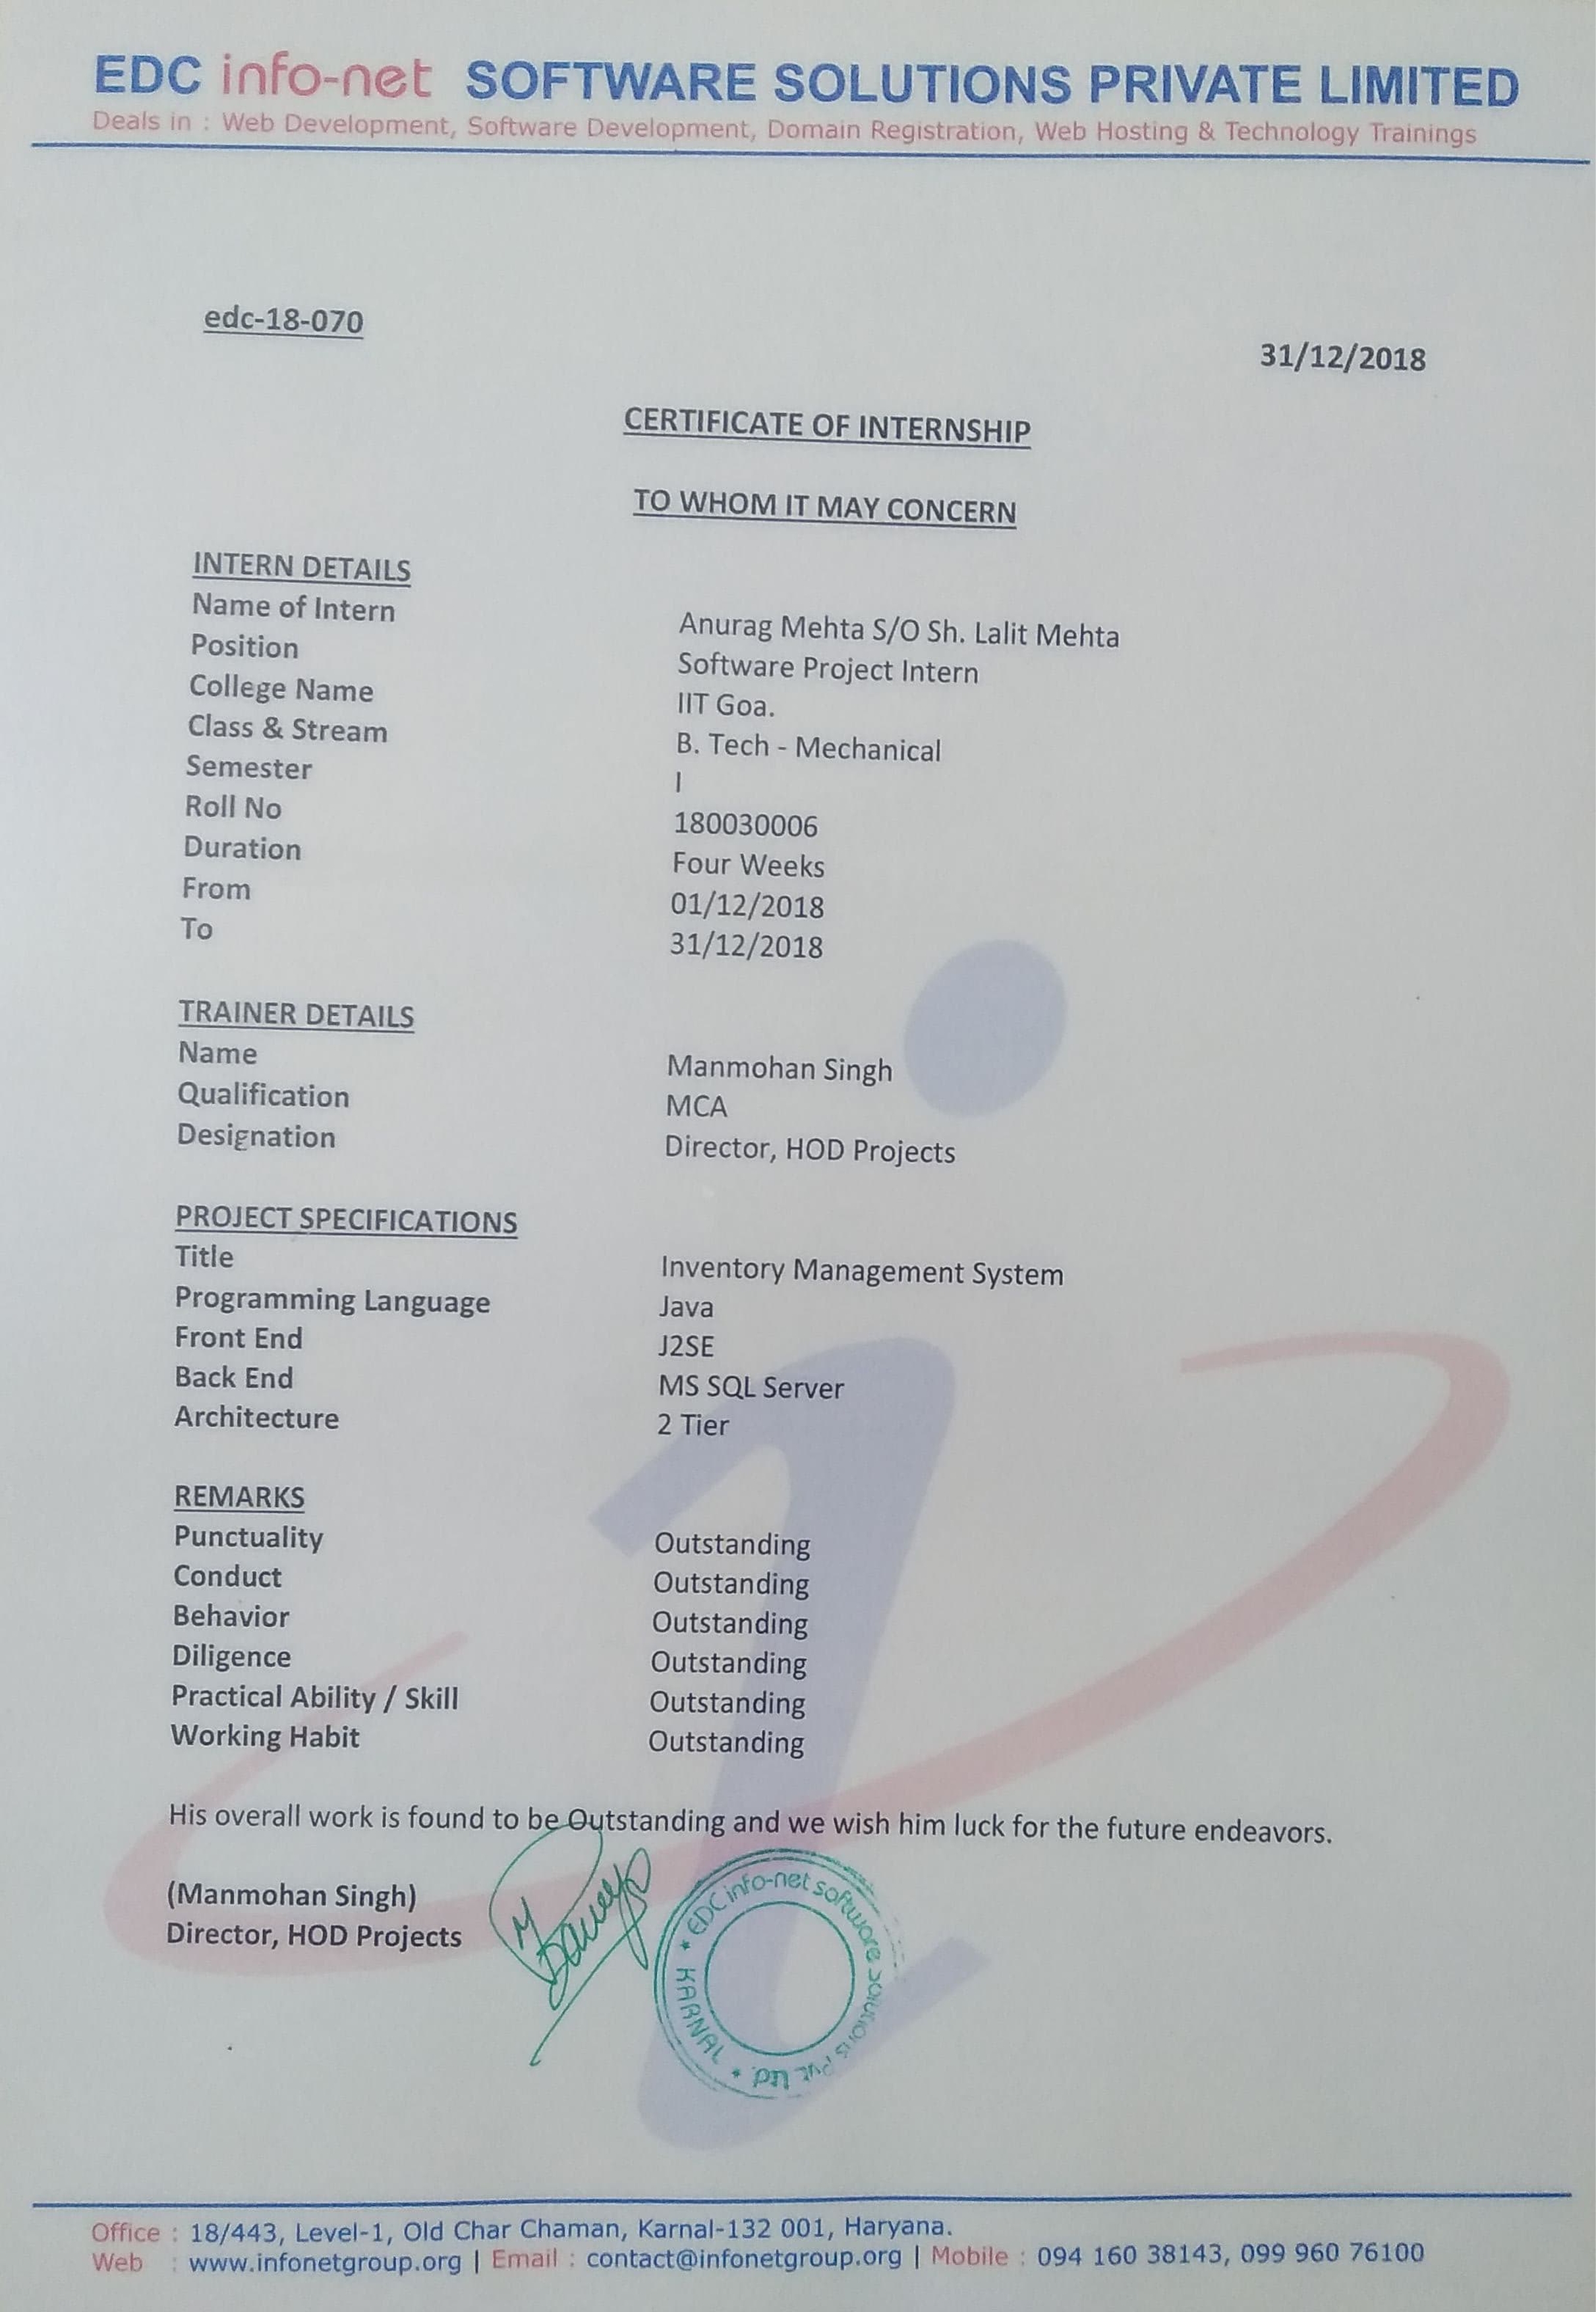 EDC info-net SOFTWARE SOLUTIONS PRIVATE LIMITED
Deals in : Web Development, Software Development, Domain Registration, Web Hosting & Technology Trainings
edc-18-070
31/12/2018
CERTIFICATE OF INTERNSHIP
TO WHOM IT MAY CONCERN
INTERN DETAILS
Name of Intern Anurag Mehta S/O Sh. Lalit Mehta
Position Software Project Intern
College Name IIT Goa.
Class & Stream B. Tech - Mechanical
Semester I
Roll No 180030006
Duration Four Weeks
From 01/12/2018
To 31/12/2018
TRAINER DETAILS
Name Manmohan Singh
Qualification MCA
Designation Director, HOD Projects
PROJECT SPECIFICATIONS
Title Inventory Management System
Programming Language Java
Front End J2SE
Back End MS SQL Server
Architecture 2 Tier
REMARKS
Punctuality Outstanding
Conduct Outstanding
Behavior Outstanding
Diligence Outstanding
Practical Ability / Skill Outstanding
Working Habit Outstanding
His overall work is found to be Outstanding and we wish him luck for the future endeavors.
(Manmohan Singh)
Director, HOD Projects
EDC info-net software solutions Pvt. Ltd. * KARNAL *
Office : 18/443, Level-1, Old Char Chaman, Karnal-132 001, Haryana.
Web : www.infonetgroup.org | Email : contact@infonetgroup.org | Mobile : 094 160 38143, 099 960 76100